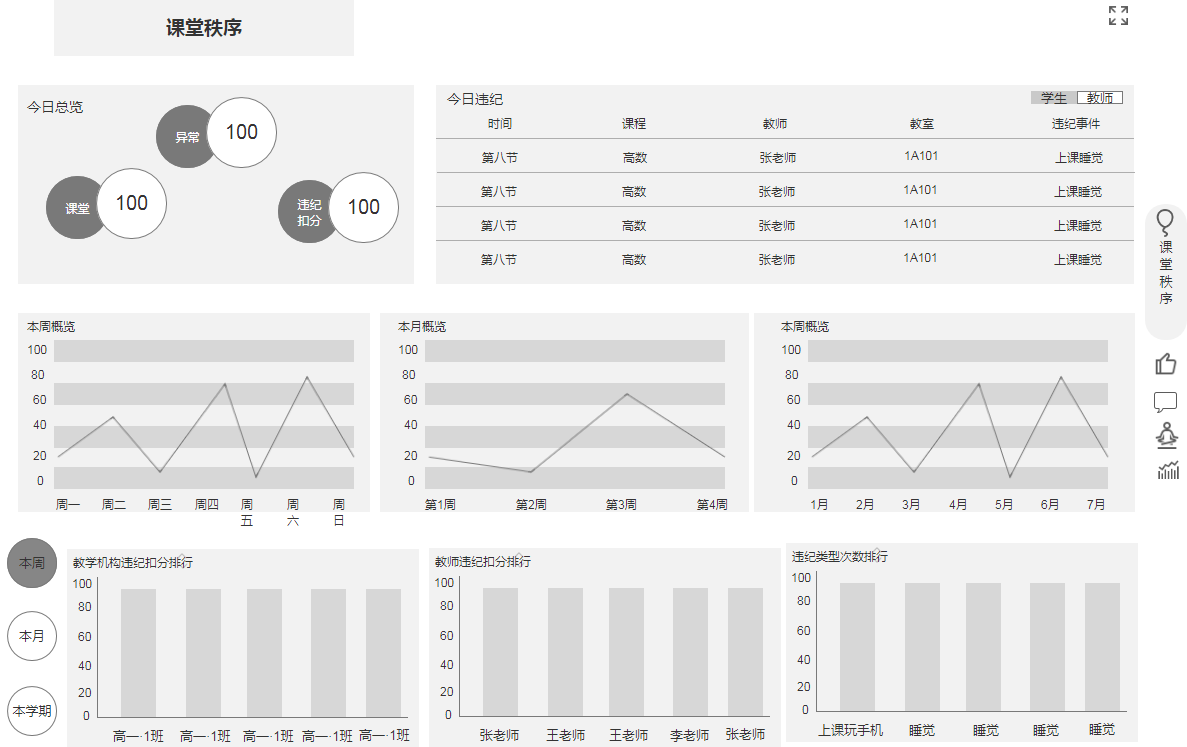 课堂秩序
今日总览
异常
100
课堂
100
违纪
扣分
100
今日违纪
学生 教师
时间 课程 教师 教室 违纪事件
第八节 高数 张老师 1A101 上课睡觉
第八节 高数 张老师 1A101 上课睡觉
第八节 高数 张老师 1A101 上课睡觉
第八节 高数 张老师 1A101 上课睡觉
课
堂
秩
序
本周概览
100
80
60
40
20
0
周一 周二 周三 周四 周五 周六 周日
本月概览
100
80
60
40
20
0
第1周 第2周 第3周 第4周
本周概览
100
80
60
40
20
0
1月 2月 3月 4月 5月 6月 7月
本周
本月
本学期
教学机构违纪扣分排行
100
80
60
40
20
0
高一·1班 高一·1班 高一·1班 高一·1班 高一·1班
教师违纪扣分排行
100
80
60
40
20
0
张老师 王老师 王老师 李老师 张老师
违纪类型次数排行
100
80
60
40
20
0
上课玩手机 睡觉 睡觉 睡觉 睡觉